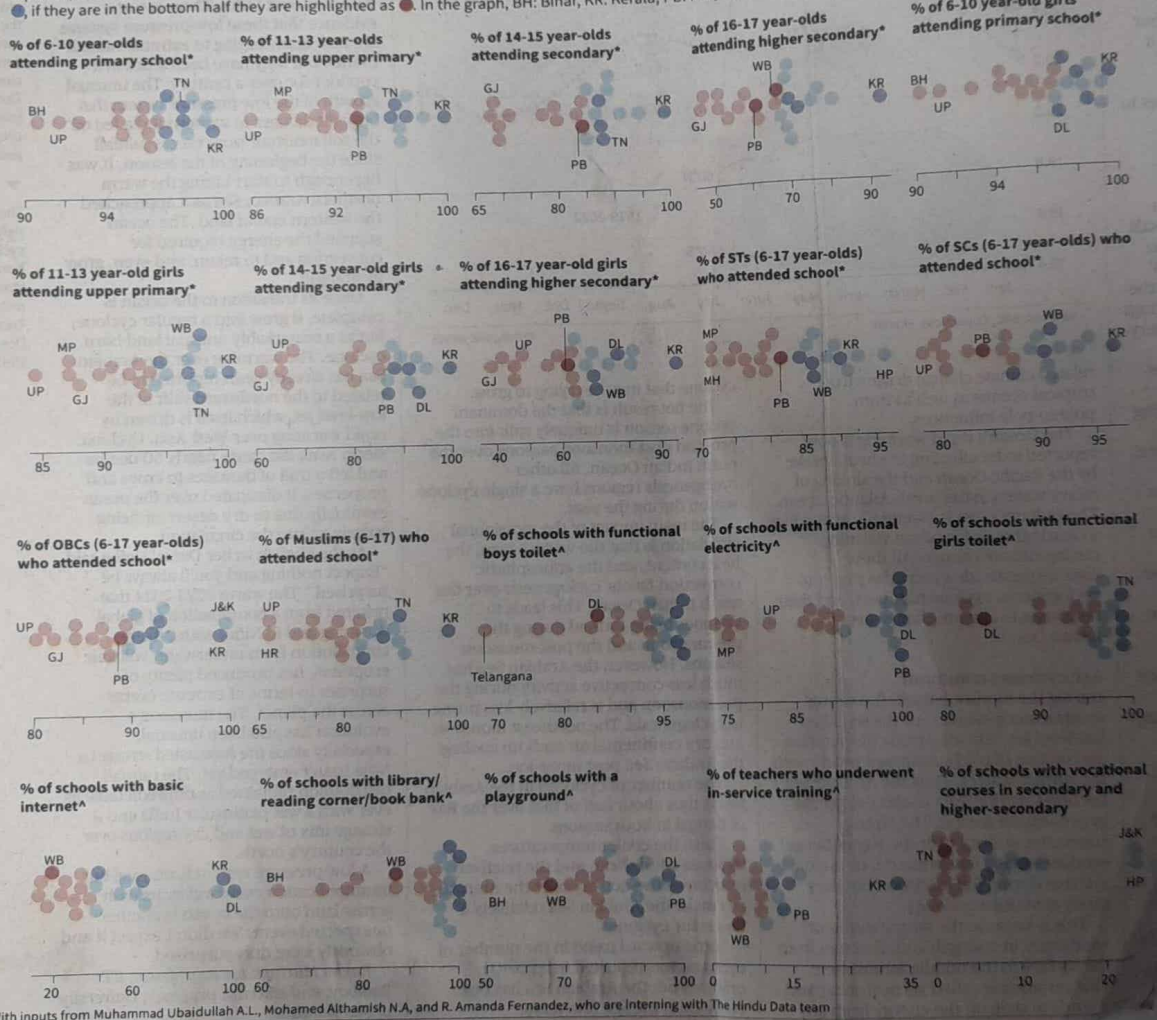 , if they are in the bottom half they are highlighted as . In the graph, BH: Bihar, KR:
% of 6-10 year-olds
attending primary school*
TN
BH
UP
KR
90 94 100
% of 11-13 year-olds
attending upper primary*
MP
TN
KR
UP
PB
86 92 100
% of 14-15 year-olds
attending secondary*
GJ
KR
TN
PB
65 80 100
% of 16-17 year-olds
attending higher secondary*
WB
KR
GJ
PB
50 70 90
% of 6-10 year-old girls
attending primary school*
KR
BH
UP
DL
90 94 100
% of 11-13 year-old girls
attending upper primary*
WB
MP
KR
UP
GJ
TN
85 90 100
% of 14-15 year-old girls
attending secondary*
UP
KR
GJ
PB DL
60 80 100
% of 16-17 year-old girls
attending higher secondary*
PB
UP
DL
KR
GJ
WB
40 60 90
% of STs (6-17 year-olds)
who attended school*
MP
KR
MH
HP
WB
PB
70 85 95
% of SCs (6-17 year-olds) who
attended school*
WB
PB
KR
UP
80 90 95
% of OBCs (6-17 year-olds)
who attended school*
J&K
UP
GJ
KR
PB
80 90 100
% of Muslims (6-17) who
attended school*
UP
TN
KR
HR
65 80 100
% of schools with functional
boys toilet^
DL
Telangana
70 80 95
% of schools with functional
electricity^
UP
DL
MP
PB
75 85 100
% of schools with functional
girls toilet^
TN
DL
80 90 100
% of schools with basic
internet^
WB
KR
DL
20 60 100
% of schools with library/
reading corner/book bank^
WB
BH
60 80 100
% of schools with a
playground^
DL
BH
WB
PB
50 70 100
% of teachers who underwent
in-service training^
KR
PB
WB
0 15 35
% of schools with vocational
courses in secondary and
higher-secondary
J&K
TN
HP
0 10 20
ith inputs from Muhammad Ubaidullah A.L., Mohamed Althamish N.A, and R. Amanda Fernandez, who are Interning with The Hindu Data team